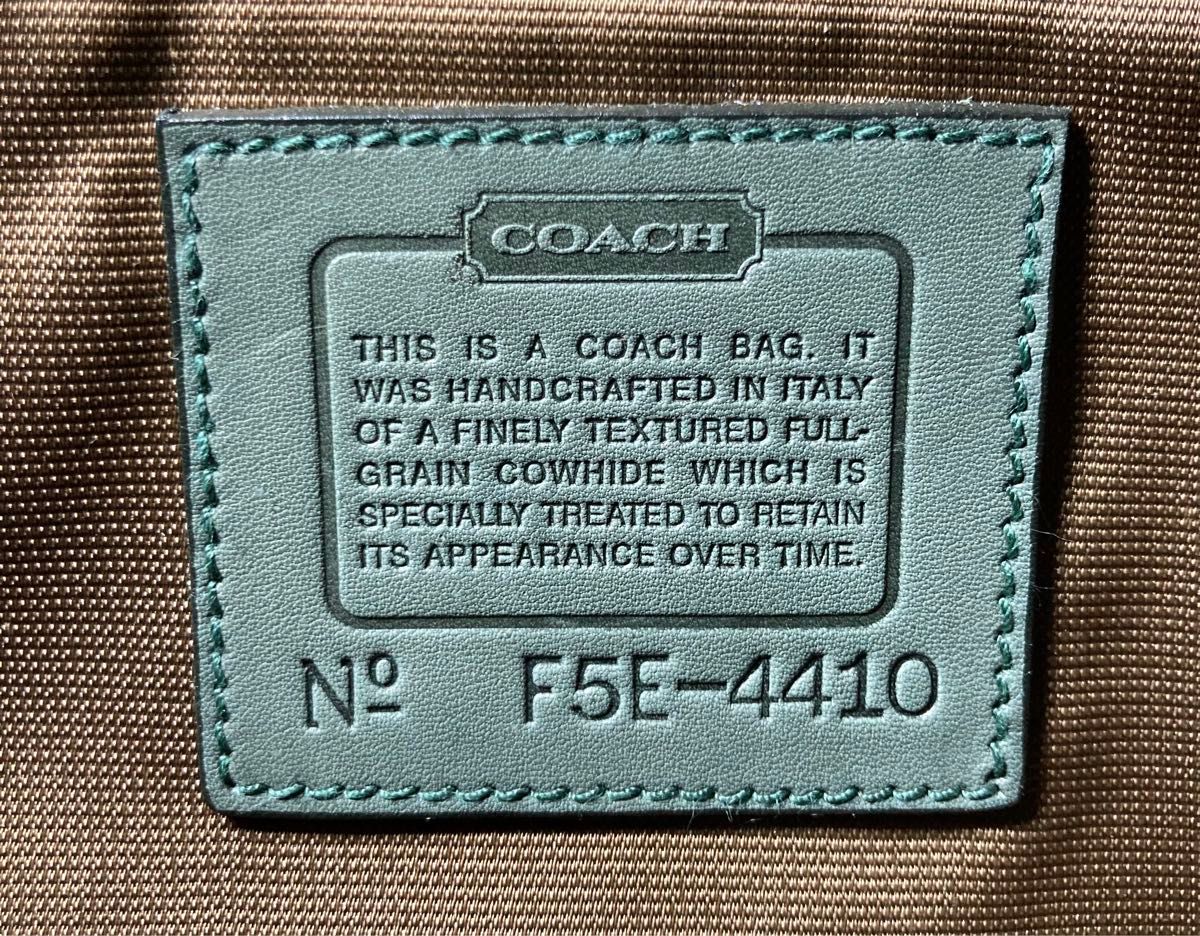 COACH
THIS IS A COACH BAG. IT
WAS HANDCRAFTED IN ITALY
OF A FINELY TEXTURED FULL-
GRAIN COWHIDE WHICH IS
SPECIALLY TREATED TO RETAIN
ITS APPEARANCE OVER TIME.
Nº F5E-4410